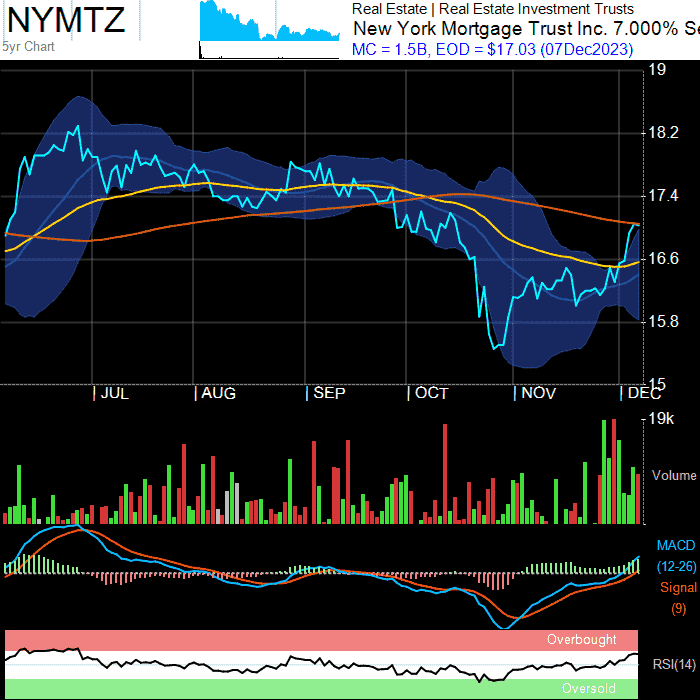 NYMTZ
5yr Chart
Real Estate | Real Estate Investment Trusts
New York Mortgage Trust Inc. 7.000% Se
MC = 1.5B, EOD = $17.03 (07Dec2023)
19
18.2
17.4
16.6
15.8
15
JUL AUG SEP OCT NOV DEC
19k
Volume
MACD
(12-26)
Signal
(9)
Overbought
RSI(14)
Oversold